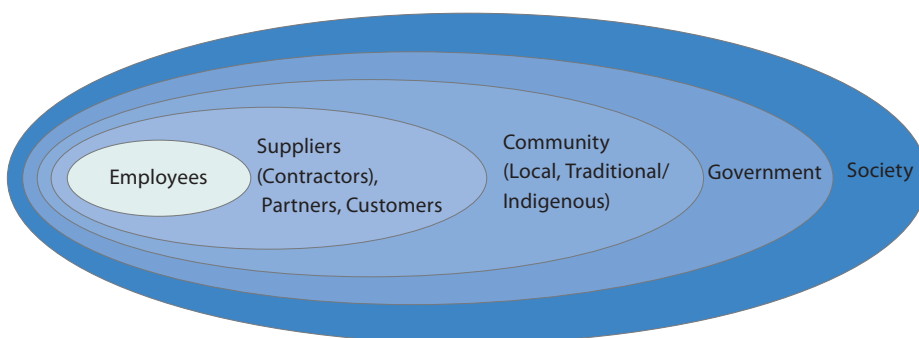 Employees
Suppliers
(Contractors),
Partners, Customers
Community
(Local, Traditional/
Indigenous)
Government
Society